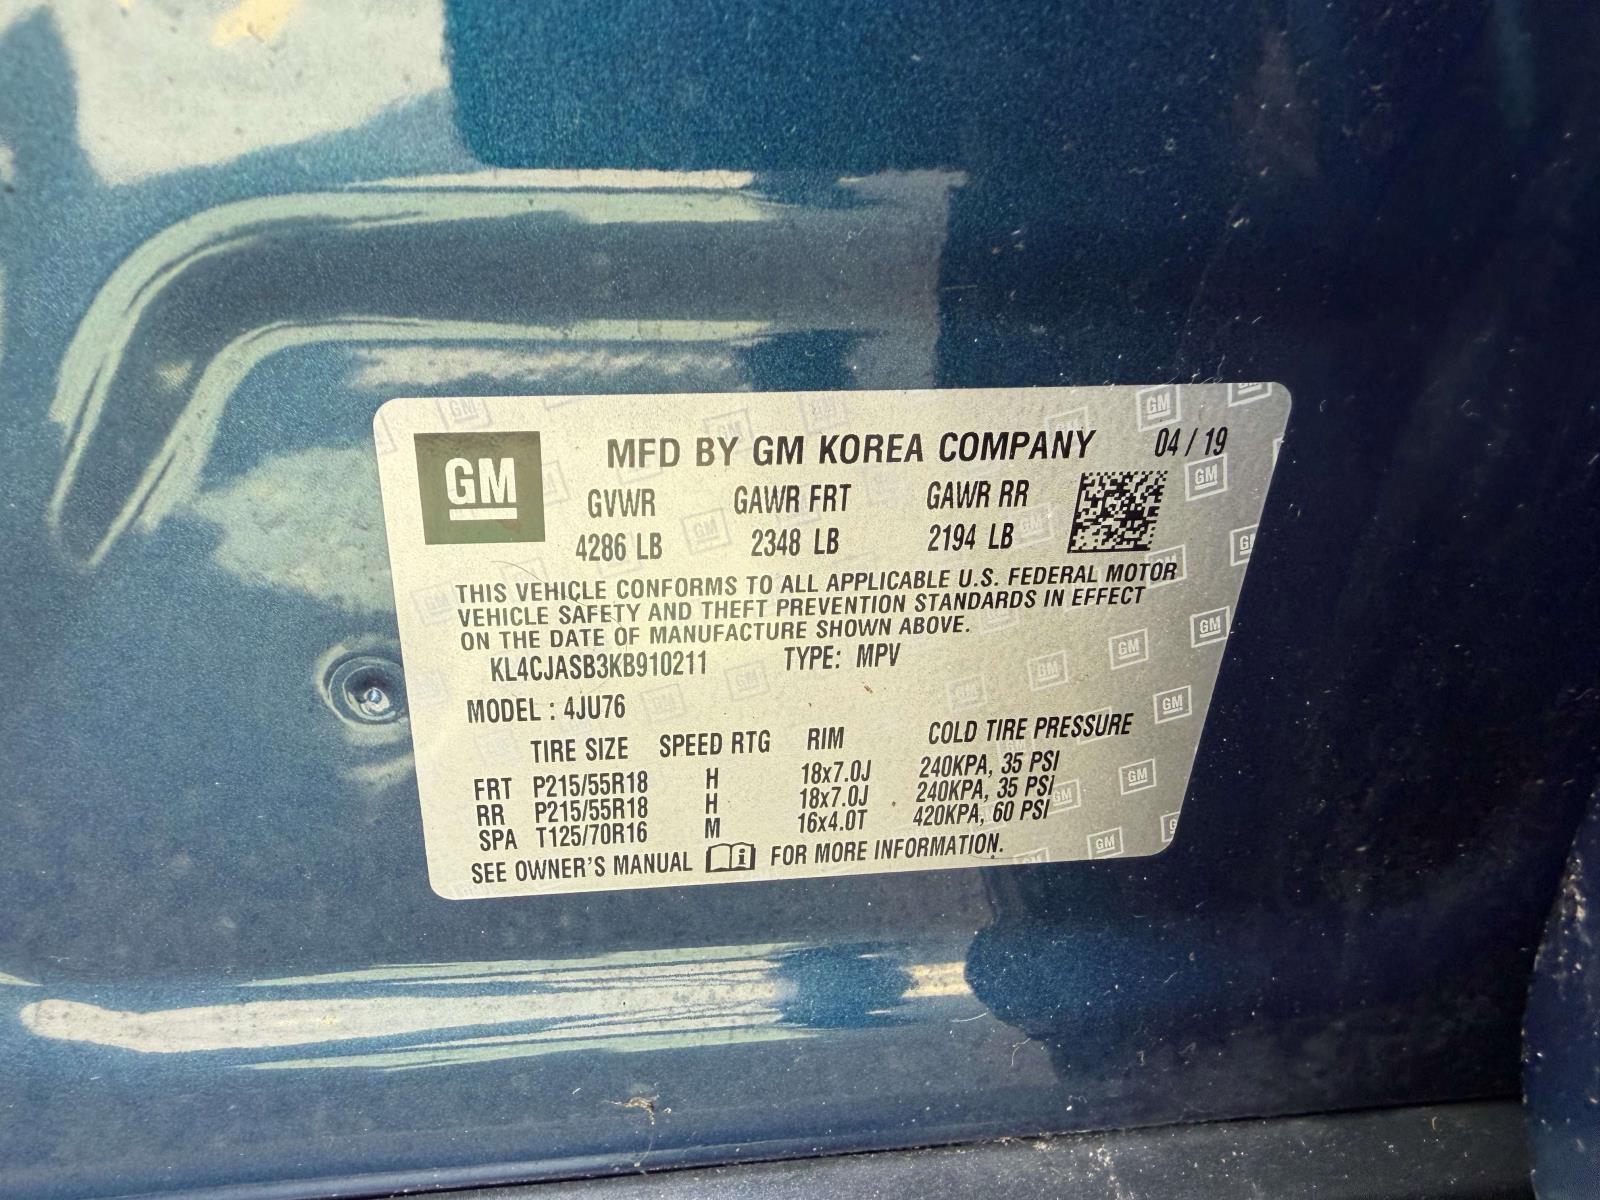 GM
MFD BY GM KOREA COMPANY 04 / 19
GVWR GAWR FRT GAWR RR
4286 LB 2348 LB 2194 LB
THIS VEHICLE CONFORMS TO ALL APPLICABLE U.S. FEDERAL MOTOR
VEHICLE SAFETY AND THEFT PREVENTION STANDARDS IN EFFECT
ON THE DATE OF MANUFACTURE SHOWN ABOVE.
KL4CJASB3KB910211 TYPE: MPV
MODEL : 4JU76
TIRE SIZE SPEED RTG RIM COLD TIRE PRESSURE
FRT P215/55R18 H 18x7.0J 240KPA, 35 PSI
RR P215/55R18 H 18x7.0J 240KPA, 35 PSI
SPA T125/70R16 M 16x4.0T 420KPA, 60 PSI
SEE OWNER'S MANUAL FOR MORE INFORMATION.